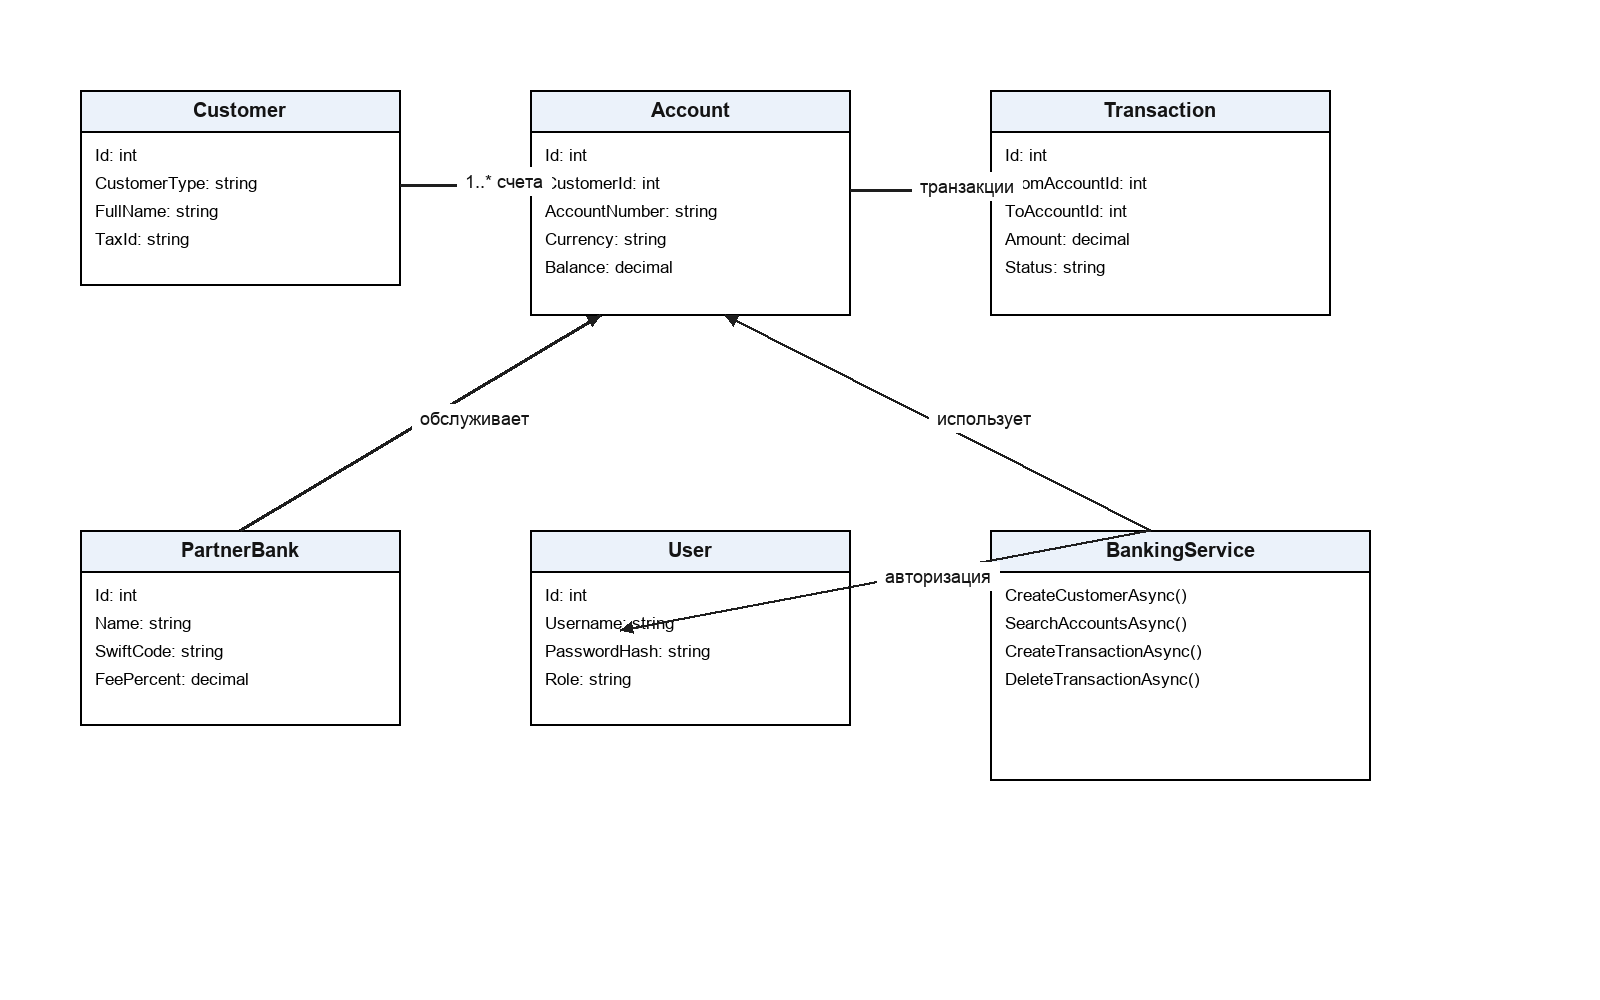 Customer
Id: int
CustomerType: string
FullName: string
TaxId: string
1..* счета
Account
Id: int
CustomerId: int
AccountNumber: string
Currency: string
Balance: decimal
транзакции
Transaction
Id: int
omAccountId: int
ToAccountId: int
Amount: decimal
Status: string
обслуживает
использует
PartnerBank
Id: int
Name: string
SwiftCode: string
FeePercent: decimal
User
Id: int
Username: string
PasswordHash: string
Role: string
авторизация
BankingService
CreateCustomerAsync()
SearchAccountsAsync()
CreateTransactionAsync()
DeleteTransactionAsync()